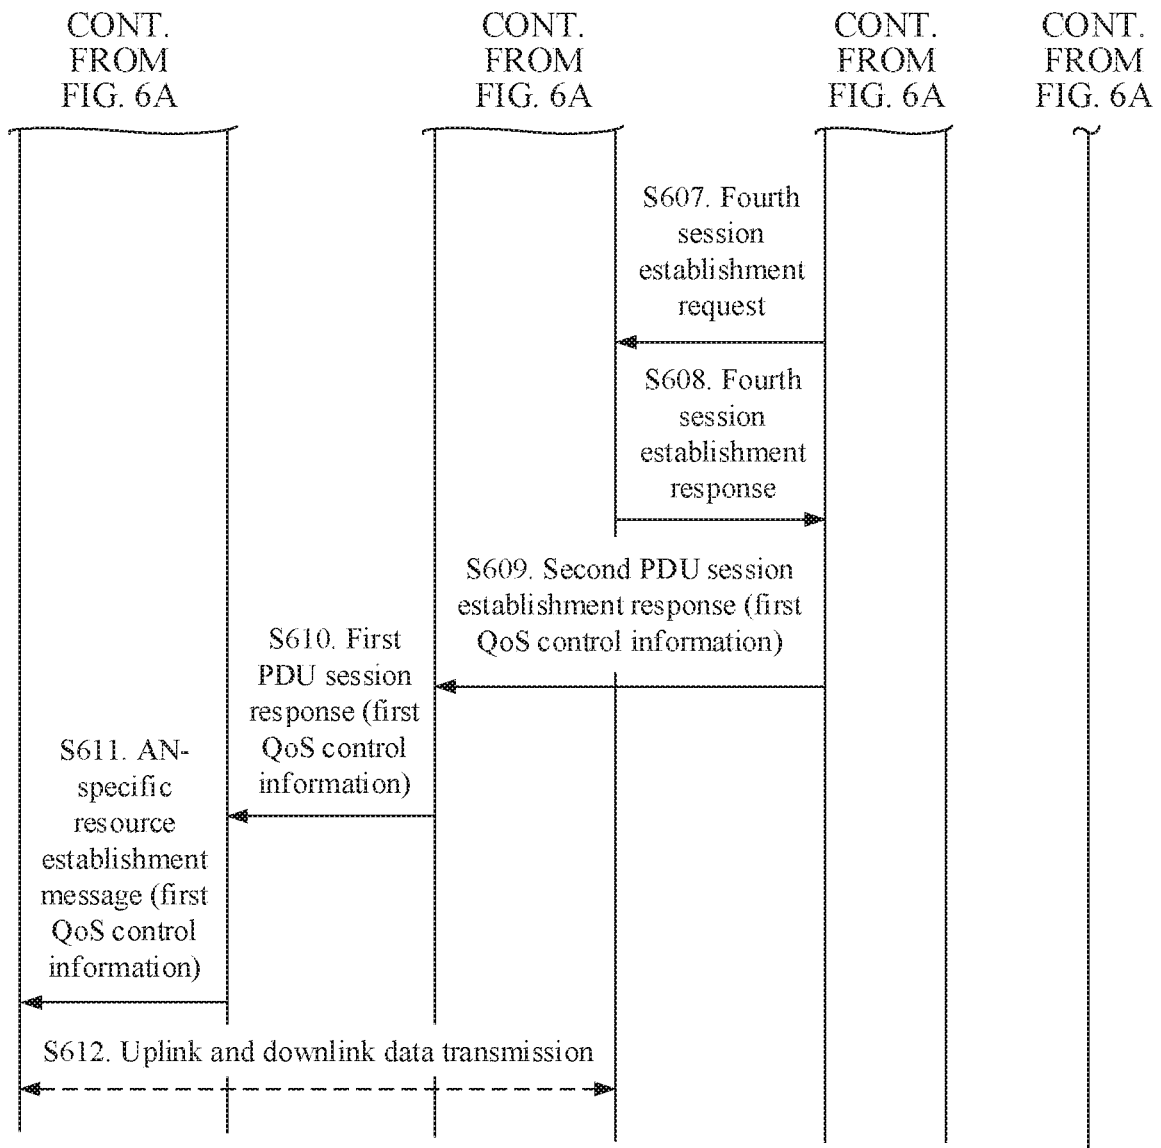 CONT.
FROM
FIG. 6A
CONT.
FROM
FIG. 6A
CONT.
FROM
FIG. 6A
CONT.
FROM
FIG. 6A
S607. Fourth
session
establishment
request
S608. Fourth
session
establishment
response
S609. Second PDU session
establishment response (first
QoS control information)
S610. First
PDU session
response (first
QoS control
information)
S611. AN-
specific
resource
establishment
message (first
QoS control
information)
S612. Uplink and downlink data transmission